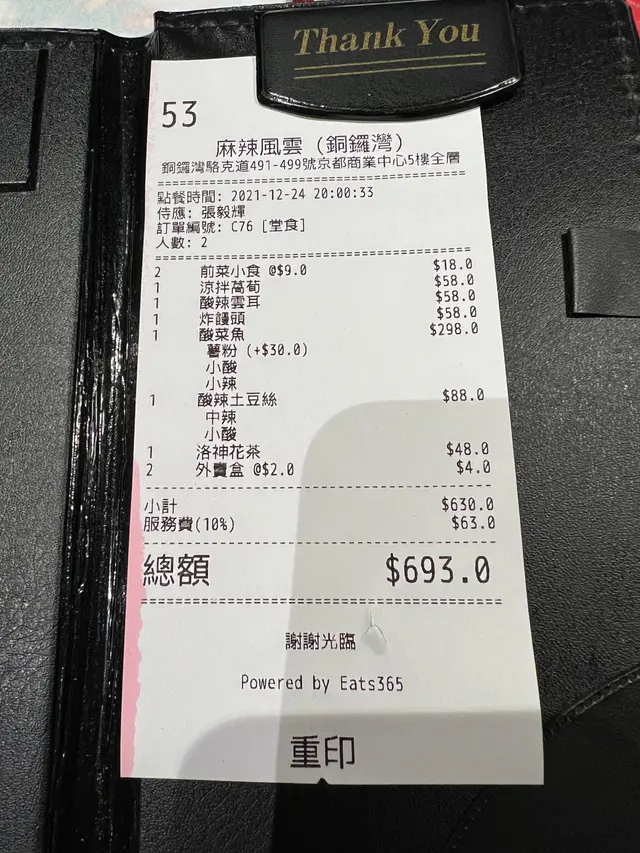 Thank You
53
麻辣風雲（銅鑼灣）
銅鑼灣駱克道491-499號京都商業中心5樓全層
點餐時間: 2021-12-24 20:00:33
侍應: 張毅輝
訂單編號: C76 [堂食]
人數: 2
2 前菜小食 @$9.0 $18.0
1 涼拌萵筍 $58.0
1 酸辣雲耳 $58.0
1 炸饅頭 $58.0
1 酸菜魚 $298.0
薯粉 (+$30.0)
小酸
小辣
1 酸辣土豆絲 $88.0
中辣
小酸
1 洛神花茶 $48.0
2 外賣盒 @$2.0 $4.0
小計 $630.0
服務費(10%) $63.0
總額 $693.0
謝謝光臨
Powered by Eats365
重印